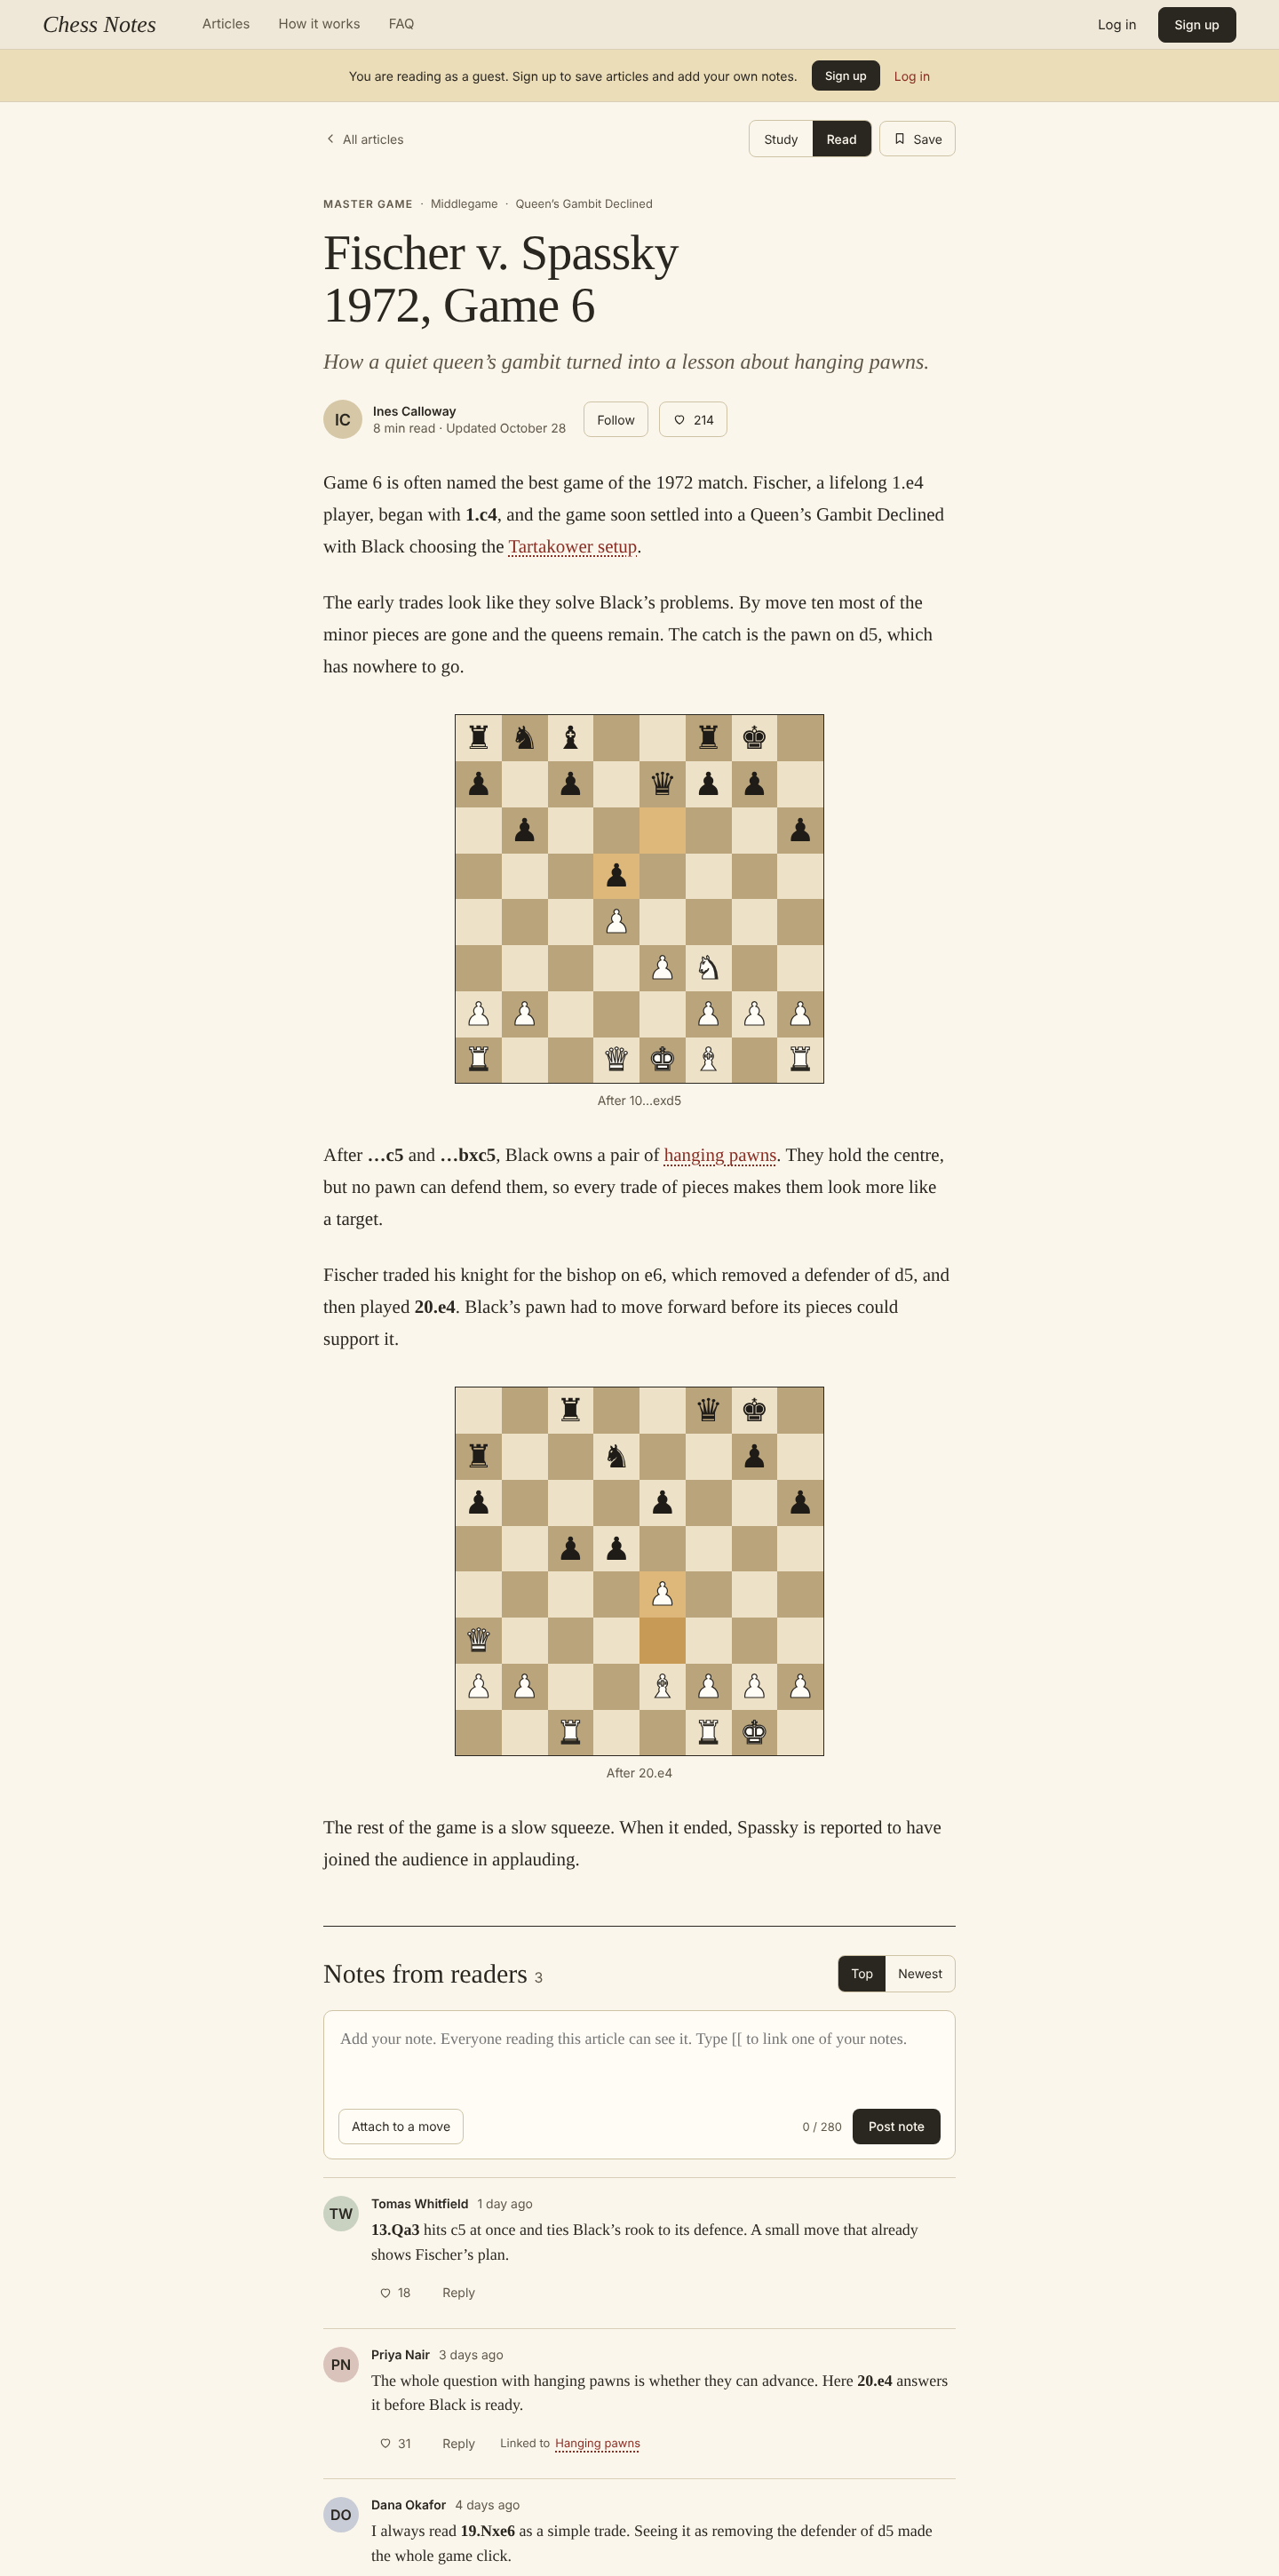 Chess Notes
Articles
How it works
FAQ
Log in
Sign up
You are reading as a guest. Sign up to save articles and add your own notes.
Sign up
Log in
All articles
Study
Read
Save
MASTER GAME · Middlegame · Queen’s Gambit Declined
Fischer v. Spassky
1972, Game 6
How a quiet queen’s gambit turned into a lesson about hanging pawns.
IC
Ines Calloway
8 min read · Updated October 28
Follow
214
Game 6 is often named the best game of the 1972 match. Fischer, a lifelong 1.e4
player, began with 1.c4, and the game soon settled into a Queen’s Gambit Declined
with Black choosing the Tartakower setup.
The early trades look like they solve Black’s problems. By move ten most of the
minor pieces are gone and the queens remain. The catch is the pawn on d5, which
has nowhere to go.
After 10…exd5
After …c5 and …bxc5, Black owns a pair of hanging pawns. They hold the centre,
but no pawn can defend them, so every trade of pieces makes them look more like
a target.
Fischer traded his knight for the bishop on e6, which removed a defender of d5, and
then played 20.e4. Black’s pawn had to move forward before its pieces could
support it.
After 20.e4
The rest of the game is a slow squeeze. When it ended, Spassky is reported to have
joined the audience in applauding.
Notes from readers 3
Top
Newest
Add your note. Everyone reading this article can see it. Type [[ to link one of your notes.
Attach to a move
0 / 280
Post note
TW
Tomas Whitfield 1 day ago
13.Qa3 hits c5 at once and ties Black’s rook to its defence. A small move that already
shows Fischer’s plan.
18
Reply
PN
Priya Nair 3 days ago
The whole question with hanging pawns is whether they can advance. Here 20.e4 answers
it before Black is ready.
31
Reply
Linked to Hanging pawns
DO
Dana Okafor 4 days ago
I always read 19.Nxe6 as a simple trade. Seeing it as removing the defender of d5 made
the whole game click.